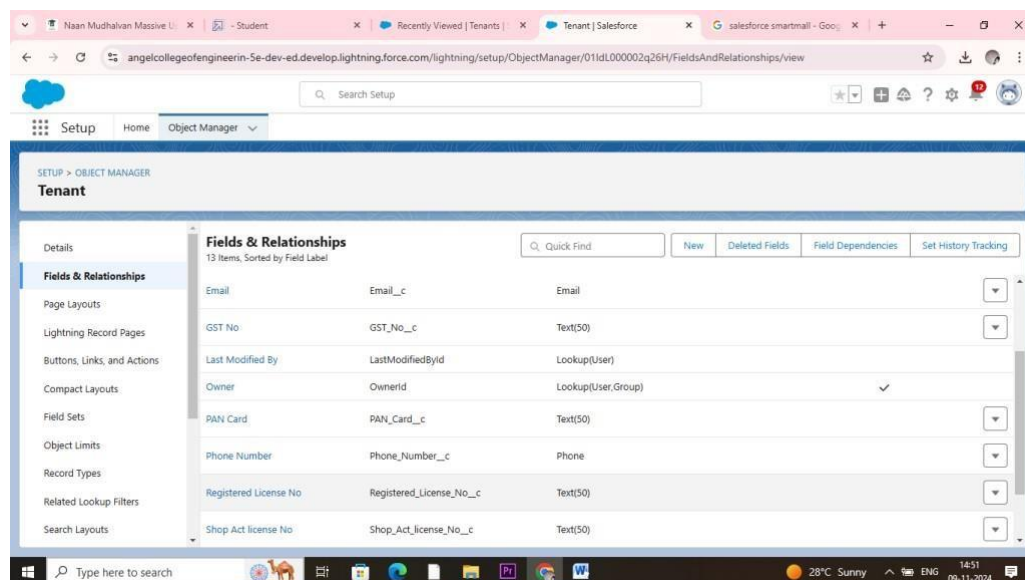 Naan Mudhalvan Massive
- Student
Recently Viewed | Tenants |
Tenant | Salesforce
salesforce smartmall - Goog
angelcollegeofengineerin-5e-dev-ed.develop.lightning.force.com/lightning/setup/ObjectManager/01IdL000002q26H/FieldsAndRelationships/view
Search Setup
12
Setup Home Object Manager
SETUP > OBJECT MANAGER
Tenant
Details
Fields & Relationships
Page Layouts
Lightning Record Pages
Buttons, Links, and Actions
Compact Layouts
Field Sets
Object Limits
Record Types
Related Lookup Filters
Search Layouts
Fields & Relationships
13 Items, Sorted by Field Label
Quick Find
New Deleted Fields Field Dependencies Set History Tracking
Email Email__c Email
GST No GST_No__c Text(50)
Last Modified By LastModifiedById Lookup(User)
Owner OwnerId Lookup(User,Group)
PAN Card PAN_Card__c Text(50)
Phone Number Phone_Number__c Phone
Registered License No Registered_License_No__c Text(50)
Shop Act license No Shop_Act_license_No__c Text(50)
Type here to search
Pr
W
28°C Sunny
ENG
14:51
09-11-2024